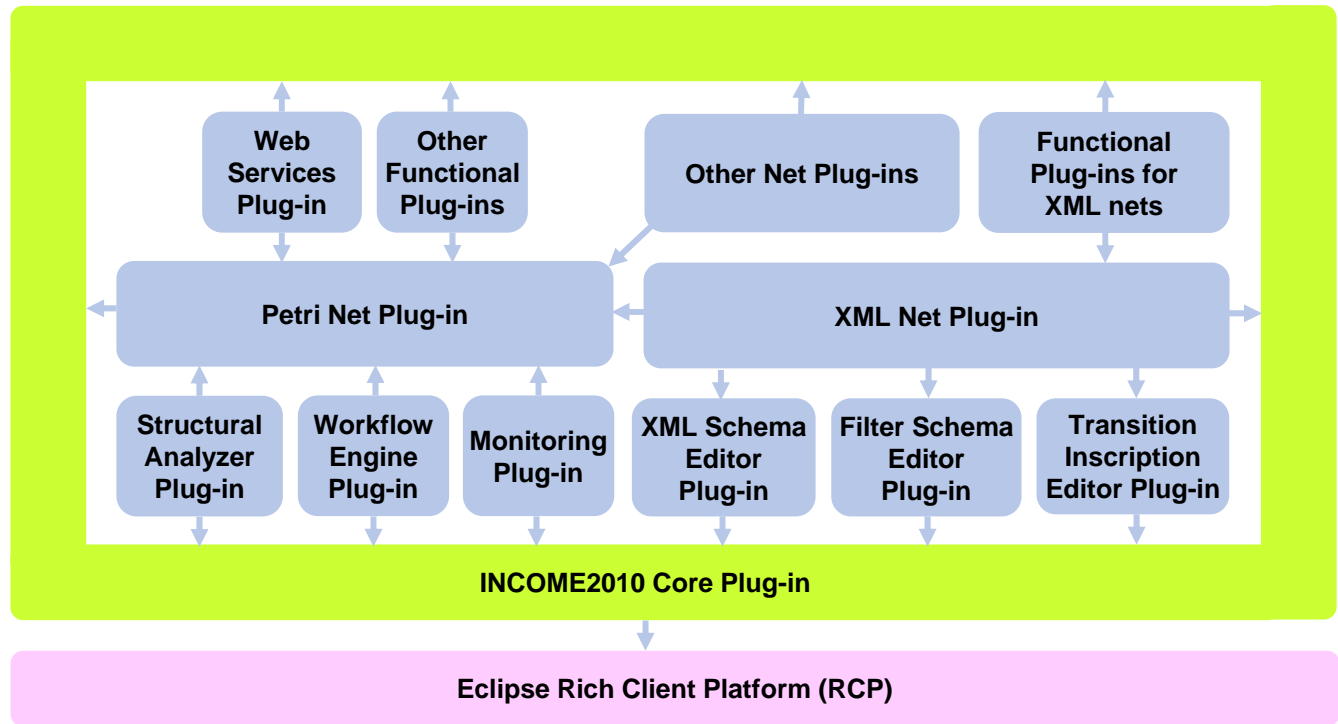 Web
Services
Plug-in
Other
Functional
Plug-ins
Other Net Plug-ins
Functional
Plug-ins for
XML nets
Petri Net Plug-in
XML Net Plug-in
Structural
Analyzer
Plug-in
Workflow
Engine
Plug-in
Monitoring
Plug-in
XML Schema
Editor
Plug-in
Filter Schema
Editor
Plug-in
Transition
Inscription
Editor Plug-in
INCOME2010 Core Plug-in
Eclipse Rich Client Platform (RCP)